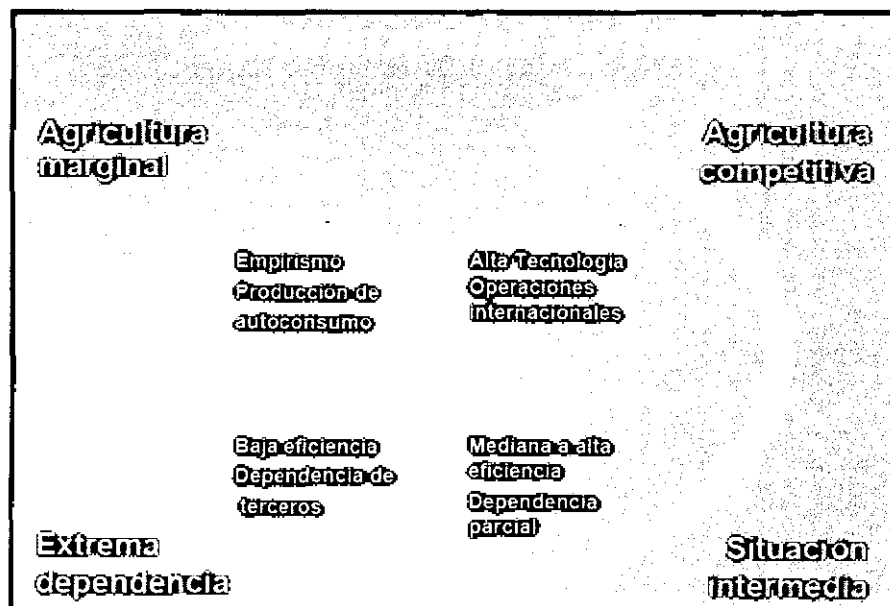 Agricultura
marginal
Agricultura
competitiva
Empirismo
Producción de
autoconsumo
Alta Tecnología
Operaciones
internacionales
Baja eficiencia
Dependencia de
terceros
Mediana a alta
eficiencia
Dependencia
parcial
Extrema
dependencia
Situación
intermedia